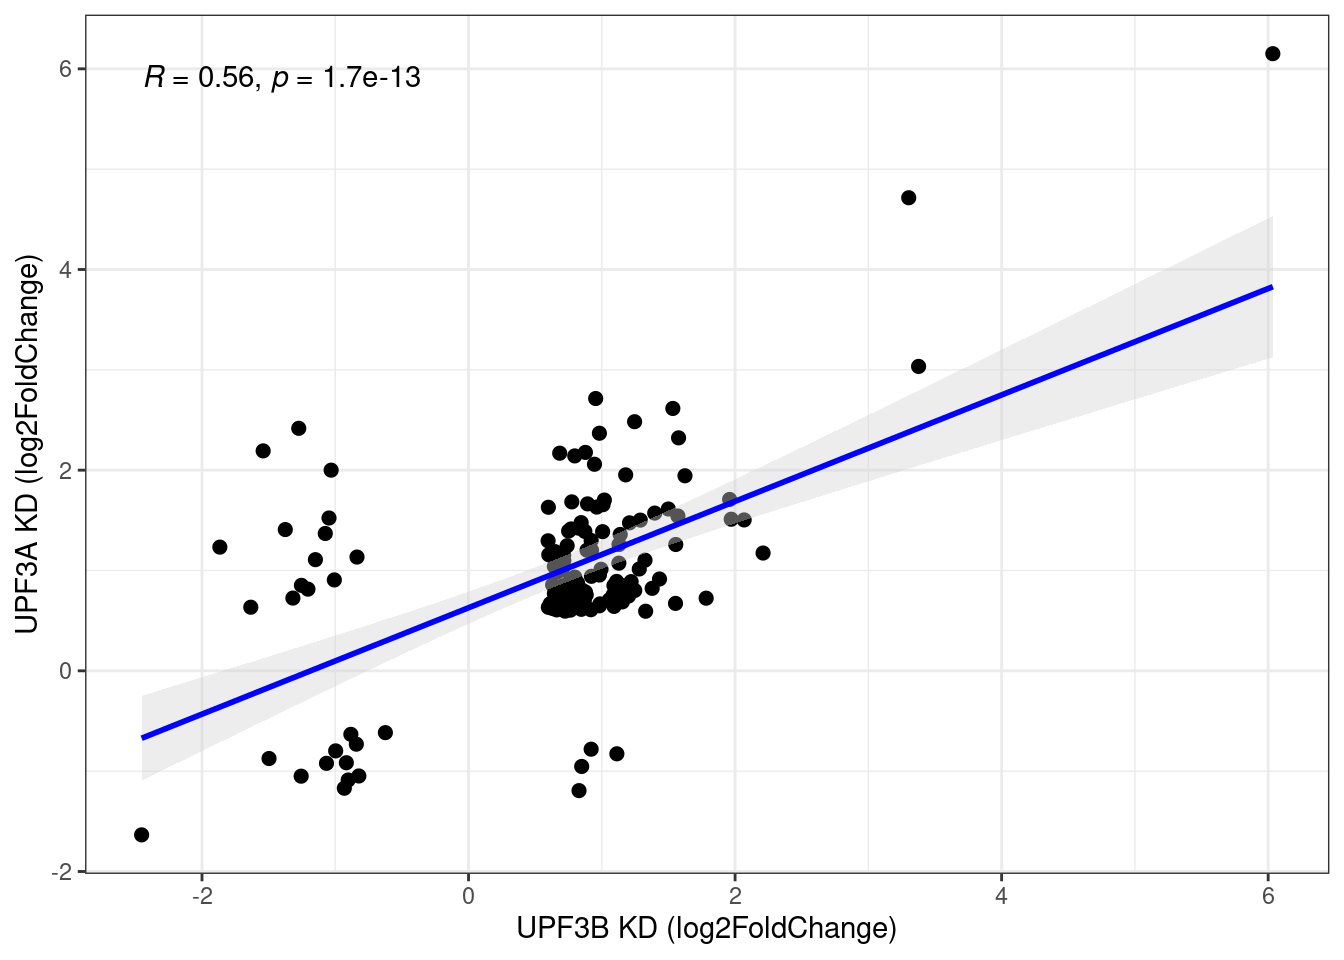 R = 0.56, p = 1.7e-13
6
4
2
0
-2
UPF3A KD (log2FoldChange)
-2 0 2 4 6
UPF3B KD (log2FoldChange)